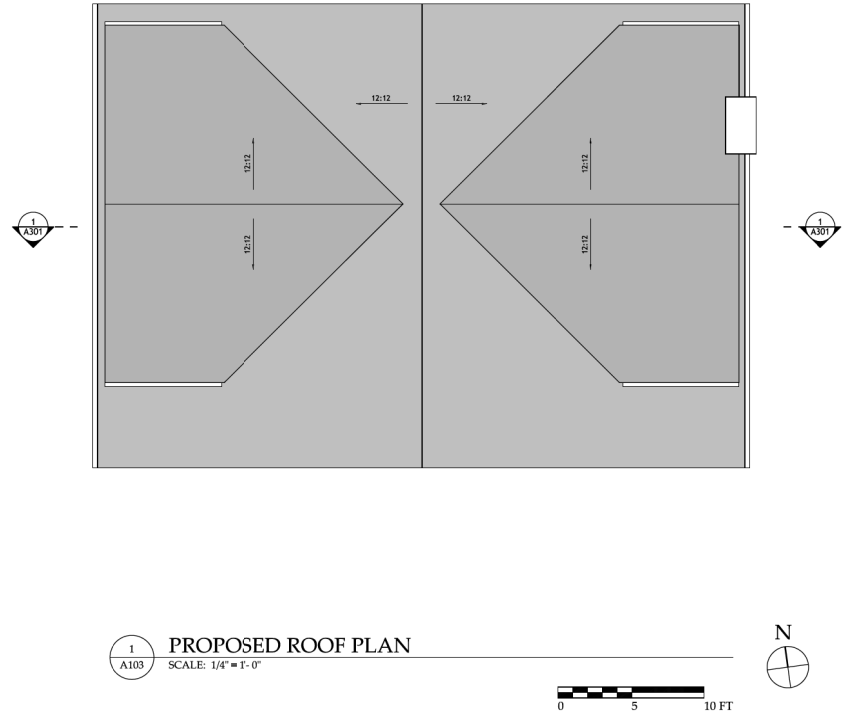 12:12
12:12
12:12
12:12
12:12
12:12
1
A301
1
A301
1
A103
PROPOSED ROOF PLAN
SCALE: 1/4" = 1'- 0"
N
0 5 10 FT